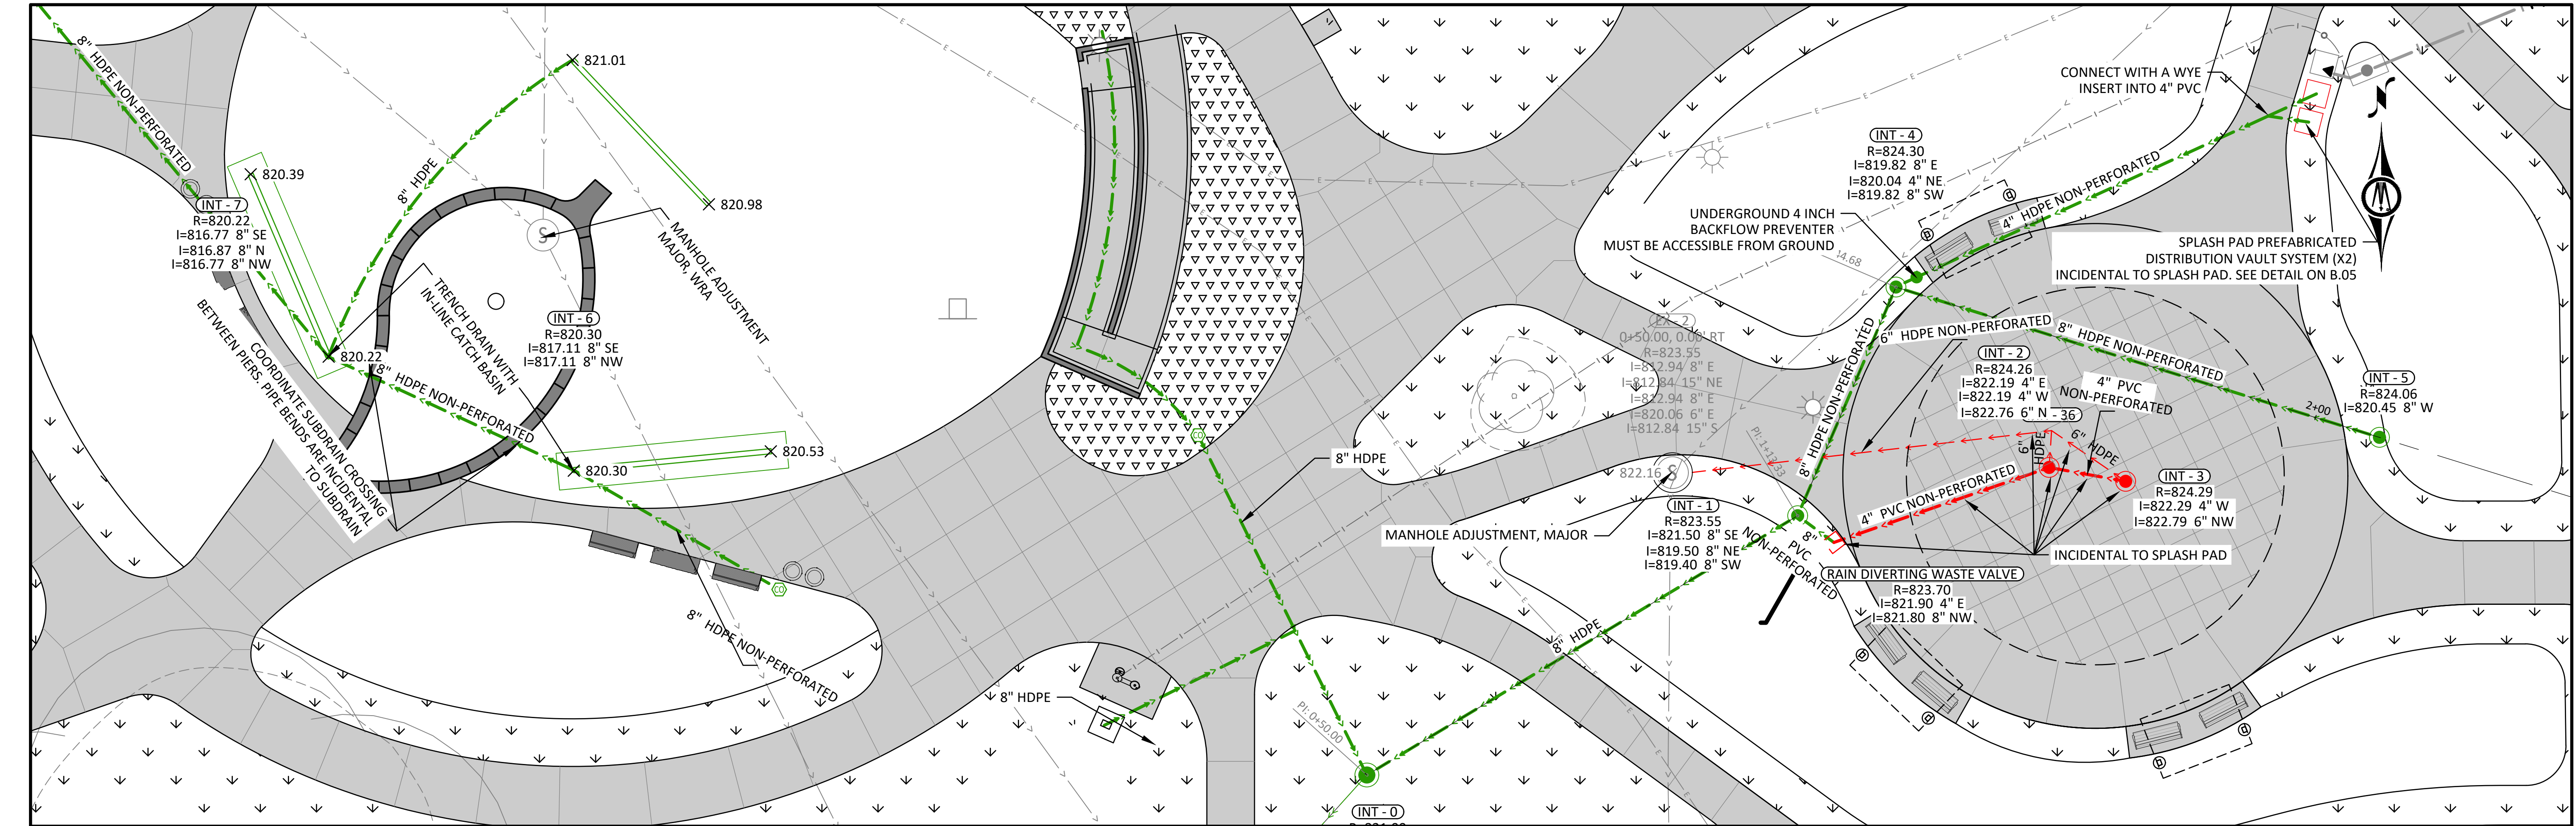 8" HDPE NON-PERFORATED
821.01
820.39
8" HDPE
820.98
INT - 7
R=820.22
I=816.77 8" SE
I=816.87 8" N
I=816.77 8" NW
S
MANHOLE ADJUSTMENT
MAJOR, WRA
TRENCH DRAIN WITH
IN-LINE CATCH BASIN
INT - 6
R=820.30
I=817.11 8" SE
I=817.11 8" NW
820.22
8" HDPE NON-PERFORATED
COORDINATE SUBDRAIN CROSSING
BETWEEN PIERS. PIPE BENDS ARE INCIDENTAL
TO SUBDRAIN
820.30
820.53
CO
8" HDPE NON-PERFORATED
CO
8" HDPE
8" HDPE
PI: 0+50.00
INT - 0
8" HDPE
MANHOLE ADJUSTMENT, MAJOR
822.16
S
EX - 2
0+50.00, 0.00' RT
R=823.55
I=812.94 8" E
I=812.84 15" NE
I=812.94 8" E
I=820.06 6" E
I=812.84 15" S
PI: 1+13.33
INT - 1
R=823.55
I=821.50 8" SE
I=819.50 8" NE
I=819.40 8" SW
8" PVC
NON-PERFORATED
RAIN DIVERTING WASTE VALVE
R=823.70
I=821.90 4" E
I=821.80 8" NW
UNDERGROUND 4 INCH
BACKFLOW PREVENTER
MUST BE ACCESSIBLE FROM GROUND
INT - 4
R=824.30
I=819.82 8" E
I=820.04 4" NE
I=819.82 8" SW
CONNECT WITH A WYE
INSERT INTO 4" PVC
N
4" HDPE NON-PERFORATED
SPLASH PAD PREFABRICATED
DISTRIBUTION VAULT SYSTEM (X2)
INCIDENTAL TO SPLASH PAD. SEE DETAIL ON B.05
8" HDPE NON-PERFORATED
6" HDPE NON-PERFORATED
8" HDPE NON-PERFORATED
INT - 2
R=824.26
I=822.19 4" E
I=822.19 4" W
I=822.76 6" N
4" PVC
NON-PERFORATED
6" HDPE
6" HDPE
4" PVC NON-PERFORATED
INT - 3
R=824.29
I=822.29 4" W
I=822.79 6" NW
INCIDENTAL TO SPLASH PAD
INT - 5
R=824.06
I=820.45 8" W
2+00